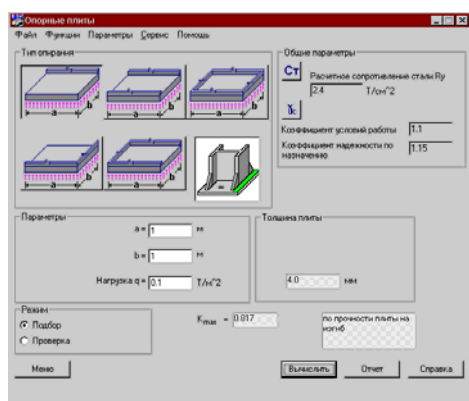 Опорные плиты
Файл Функции Параметры Сервис Помощь
Тип опирания
Общие параметры
Ст
Расчетное сопротивление стали Ry
2.4 Т/см^2
γc
Коэффициент условий работы 1.1
Коэффициент надежности по назначению 1.15
a b
a b
a b
a b
a b
Параметры
a = 1 м
b = 1 м
Нагрузка q = 0.1 Т/м^2
Толщина плиты
4.0 мм
Режим
Подбор
Проверка
Kmax = 0.817
по прочности плиты на изгиб
Меню
Вычислить
Отчет
Справка